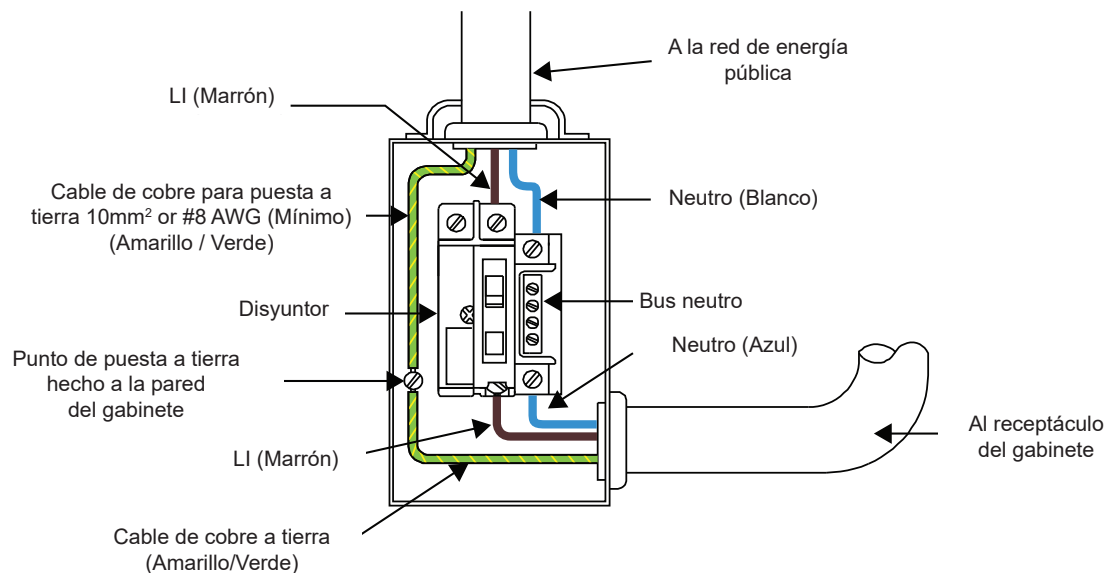 A la red de energía
pública
LI (Marrón)
Cable de cobre para puesta a
tierra 10mm² or #8 AWG (Mínimo)
(Amarillo / Verde)
Neutro (Blanco)
Disyuntor
Bus neutro
Neutro (Azul)
Punto de puesta a tierra
hecho a la pared
del gabinete
Al receptáculo
del gabinete
LI (Marrón)
Cable de cobre a tierra
(Amarillo/Verde)